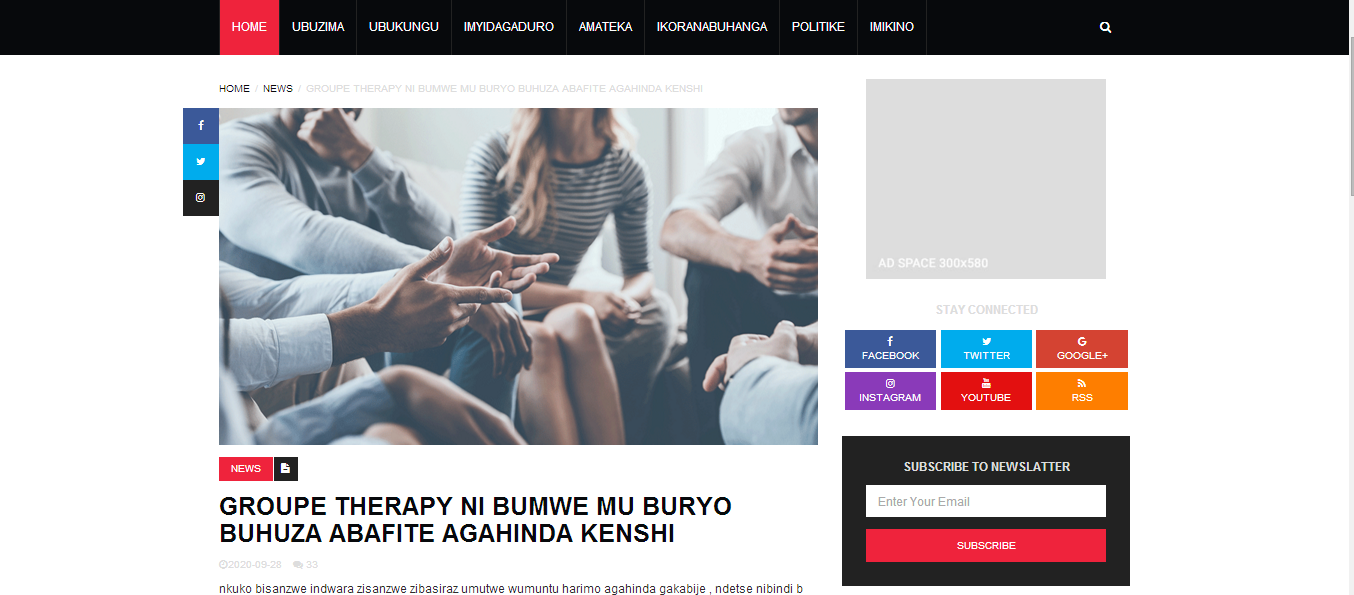 HOME UBUZIMA UBUKUNGU IMYIDAGADURO AMATEKA IKORANABUHANGA POLITIKE IMIKINO
HOME / NEWS / GROUPE THERAPY NI BUMWE MU BURYO BUHUZA ABAFITE AGAHINDA KENSHI
NEWS
GROUPE THERAPY NI BUMWE MU BURYO
BUHUZA ABAFITE AGAHINDA KENSHI
2020-09-28 33
nkuko bisanzwe indwara zisanzwe zibasiraz umutwe wumuntu harimo agahinda gakabije , ndetse nibindi b
AD SPACE 300x580
STAY CONNECTED
FACEBOOK TWITTER GOOGLE+
INSTAGRAM YOUTUBE RSS
SUBSCRIBE TO NEWSLATTER
Enter Your Email
SUBSCRIBE